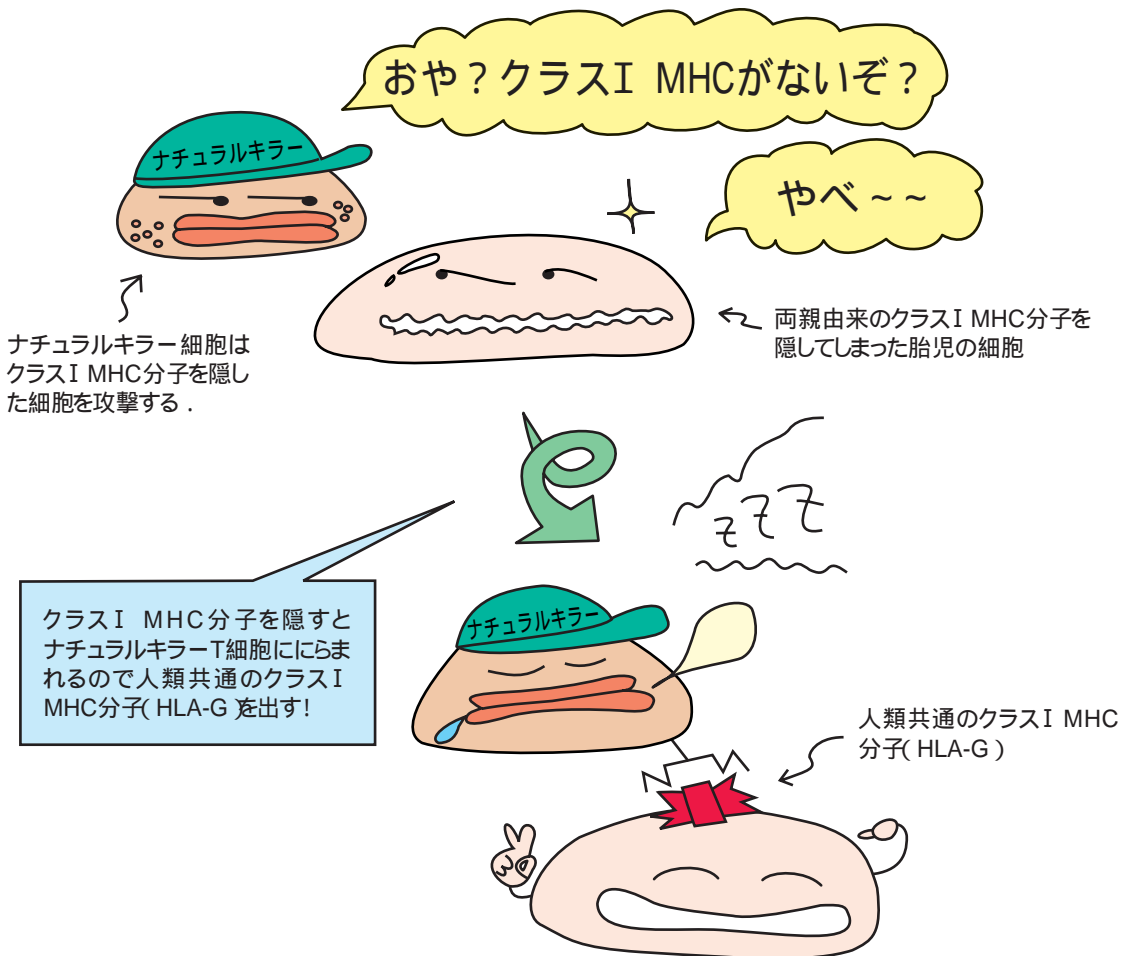 おや?クラスI MHCがないぞ?
ナチュラルキラー
やべ~~
両親由来のクラスI MHC分子を
隠してしまった胎児の細胞
ナチュラルキラー細胞は
クラスI MHC分子を隠し
た細胞を攻撃する.
クラスI MHC分子を隠すと
ナチュラルキラーT細胞ににらま
れるので人類共通のクラスI
MHC分子(HLA-G)を出す!
ZZZ
ナチュラルキラー
人類共通のクラスI MHC
分子(HLA-G)